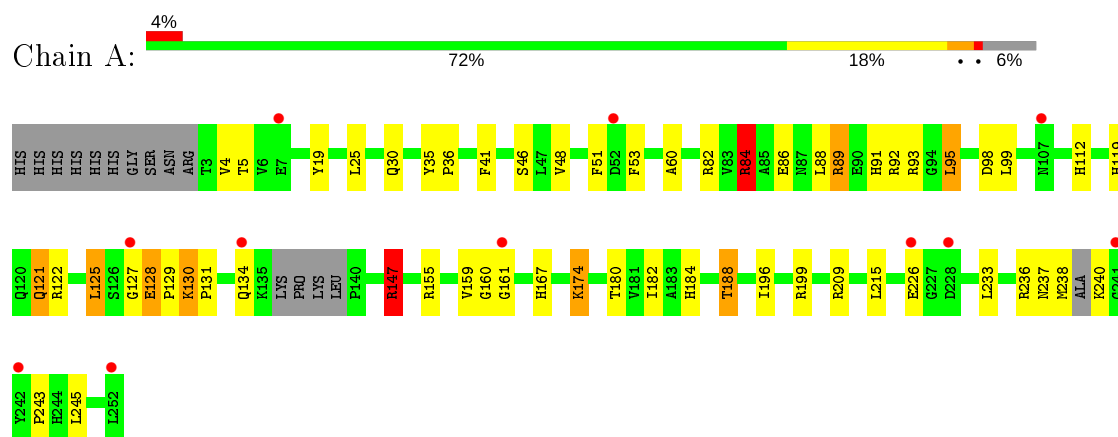 4%
Chain A:
72% 18% • • 6%
HIS HIS HIS HIS HIS HIS GLY SER ASN ARG T3 V4 T5 V6 E7 Y19 L25 Q30 Y35 P36 F41 S46 L47 V48 F51 D52 F53 A60 R82 V83 R84 A85 E86 N87 L88 R89 E90 H91 R92 R93 G94 L95 D98 L99 N107 H112 H119
Q120 Q121 R122 L125 S126 G127 E128 P129 K130 P131 Q134 K135 LYS PRO LYS LEU P140 R147 R155 V159 G160 G161 H167 K174 T180 V181 I182 A183 H184 T188 I196 R199 R209 L215 E226 G227 D228 L233 R236 N237 M238 ALA K240 G241
Y242 P243 H244 L245 L252